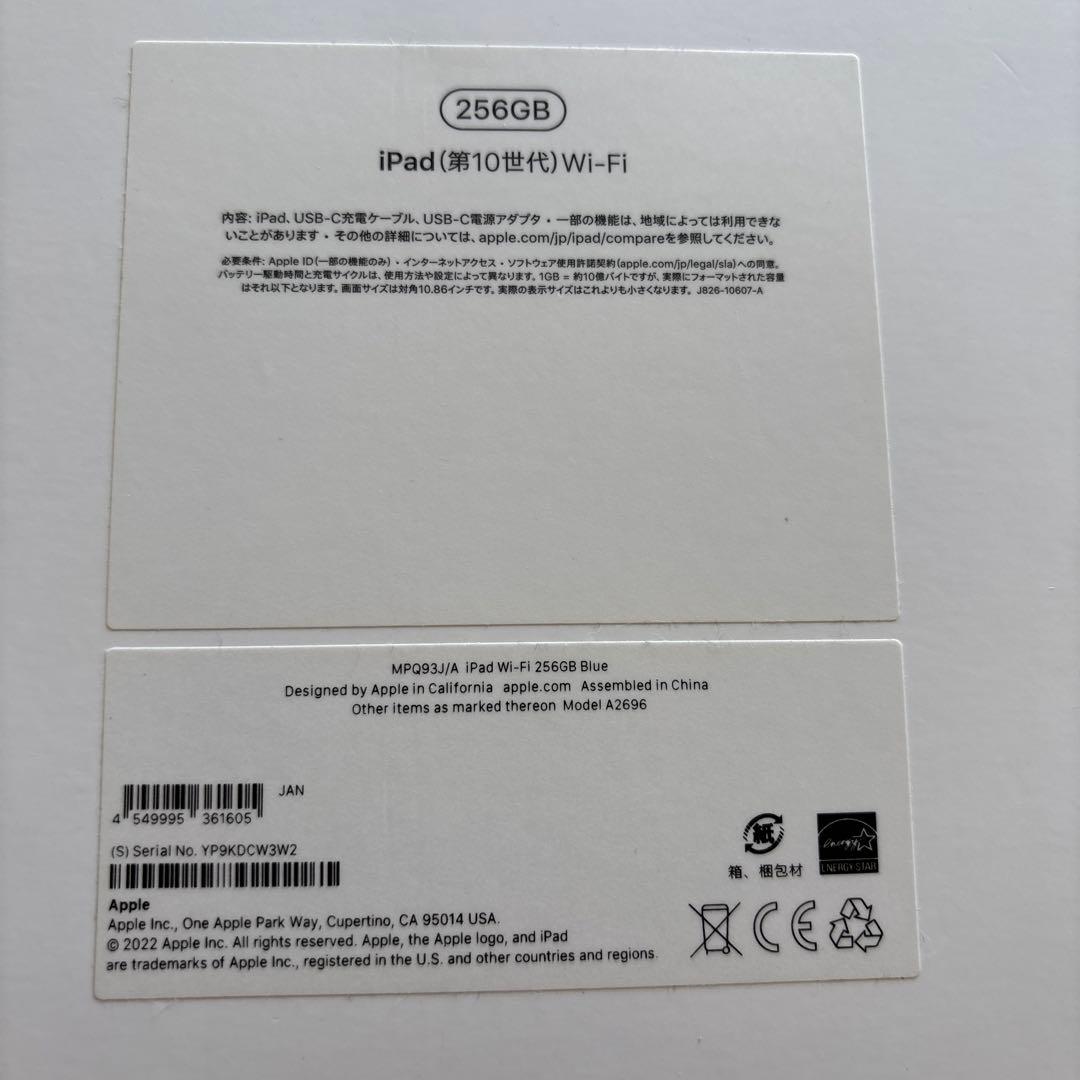 256GB
iPad(第10世代)Wi-Fi
内容: iPad、USB-C充電ケーブル、USB-C電源アダプタ・一部の機能は、地域によっては利用できな
いことがあります・その他の詳細については、apple.com/jp/ipad/compareを参照してください。
必要条件: Apple ID(一部の機能のみ)・インターネットアクセス・ソフトウェア使用許諾契約(apple.com/jp/legal/sla)への同意。
バッテリー駆動時間と充電サイクルは、使用方法や設定によって異なります。1GB = 約10億バイトですが、実際にフォーマットされた容量
はそれ以下となります。画面サイズは対角10.86インチです。実際の表示サイズはこれよりも小さくなります。 J826-10607-A
MPQ93J/A iPad Wi-Fi 256GB Blue
Designed by Apple in California apple.com Assembled in China
Other items as marked thereon Model A2696
JAN
4 549995 361605
(S) Serial No. YP9KDCW3W2
Apple
Apple Inc., One Apple Park Way, Cupertino, CA 95014 USA.
© 2022 Apple Inc. All rights reserved. Apple, the Apple logo, and iPad
are trademarks of Apple Inc., registered in the U.S. and other countries and regions.
紙
箱、梱包材
energy
ENERGY STAR
CE